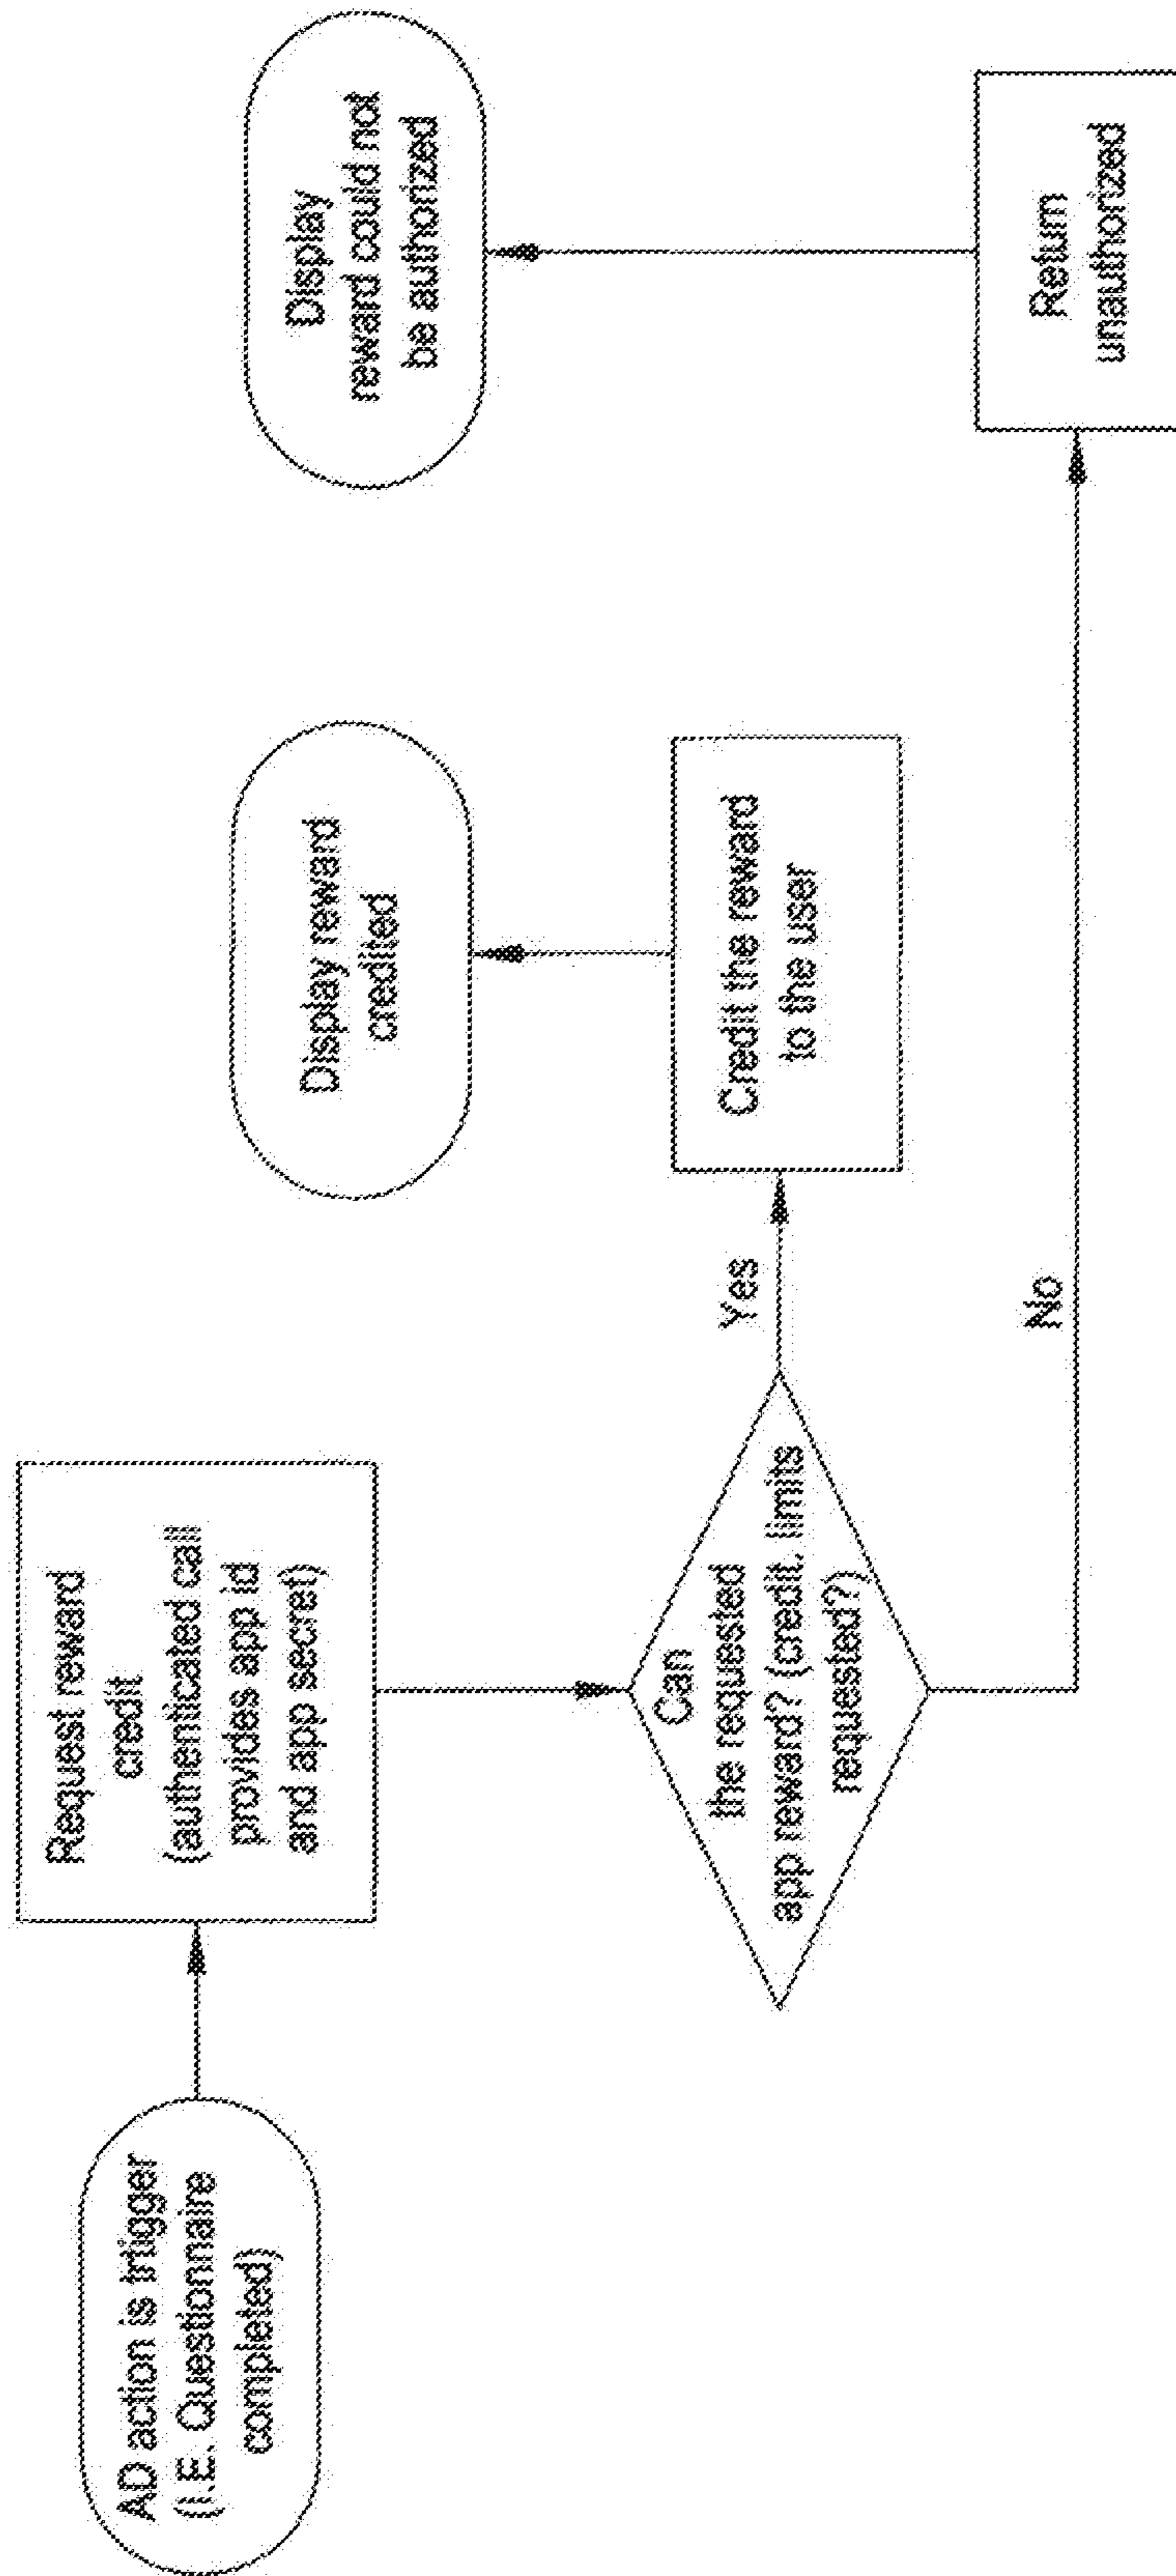 AD action is trtigger
(I.E. Questionnaire
completed)
Request reward
credit
(authenticated call
provides app id
and app secret)
Can
the requested
app reward? (credit. limits
requested?)
Yes
Credit the reward
to the user
Display reward
credited
No
Return
unauthorized
Display
reward could not
be authorized